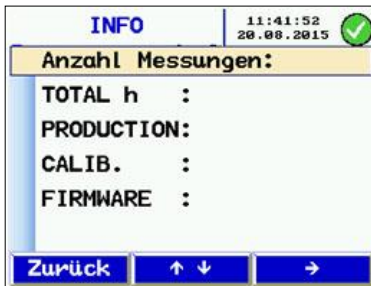 INFO
11:41:52
20.08.2015
Anzahl Messungen:
TOTAL h :
PRODUCTION:
CALIB. :
FIRMWARE :
Zurück ↑ ↓ →